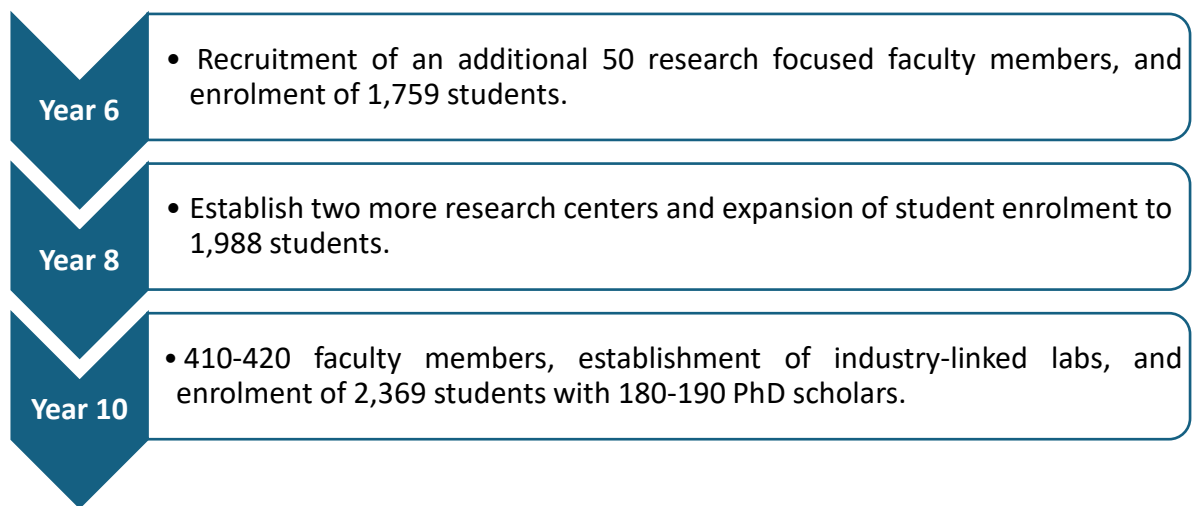 Year 6
• Recruitment of an additional 50 research focused faculty members, and
enrolment of 1,759 students.
Year 8
• Establish two more research centers and expansion of student enrolment to
1,988 students.
Year 10
• 410-420 faculty members, establishment of industry-linked labs, and
enrolment of 2,369 students with 180-190 PhD scholars.